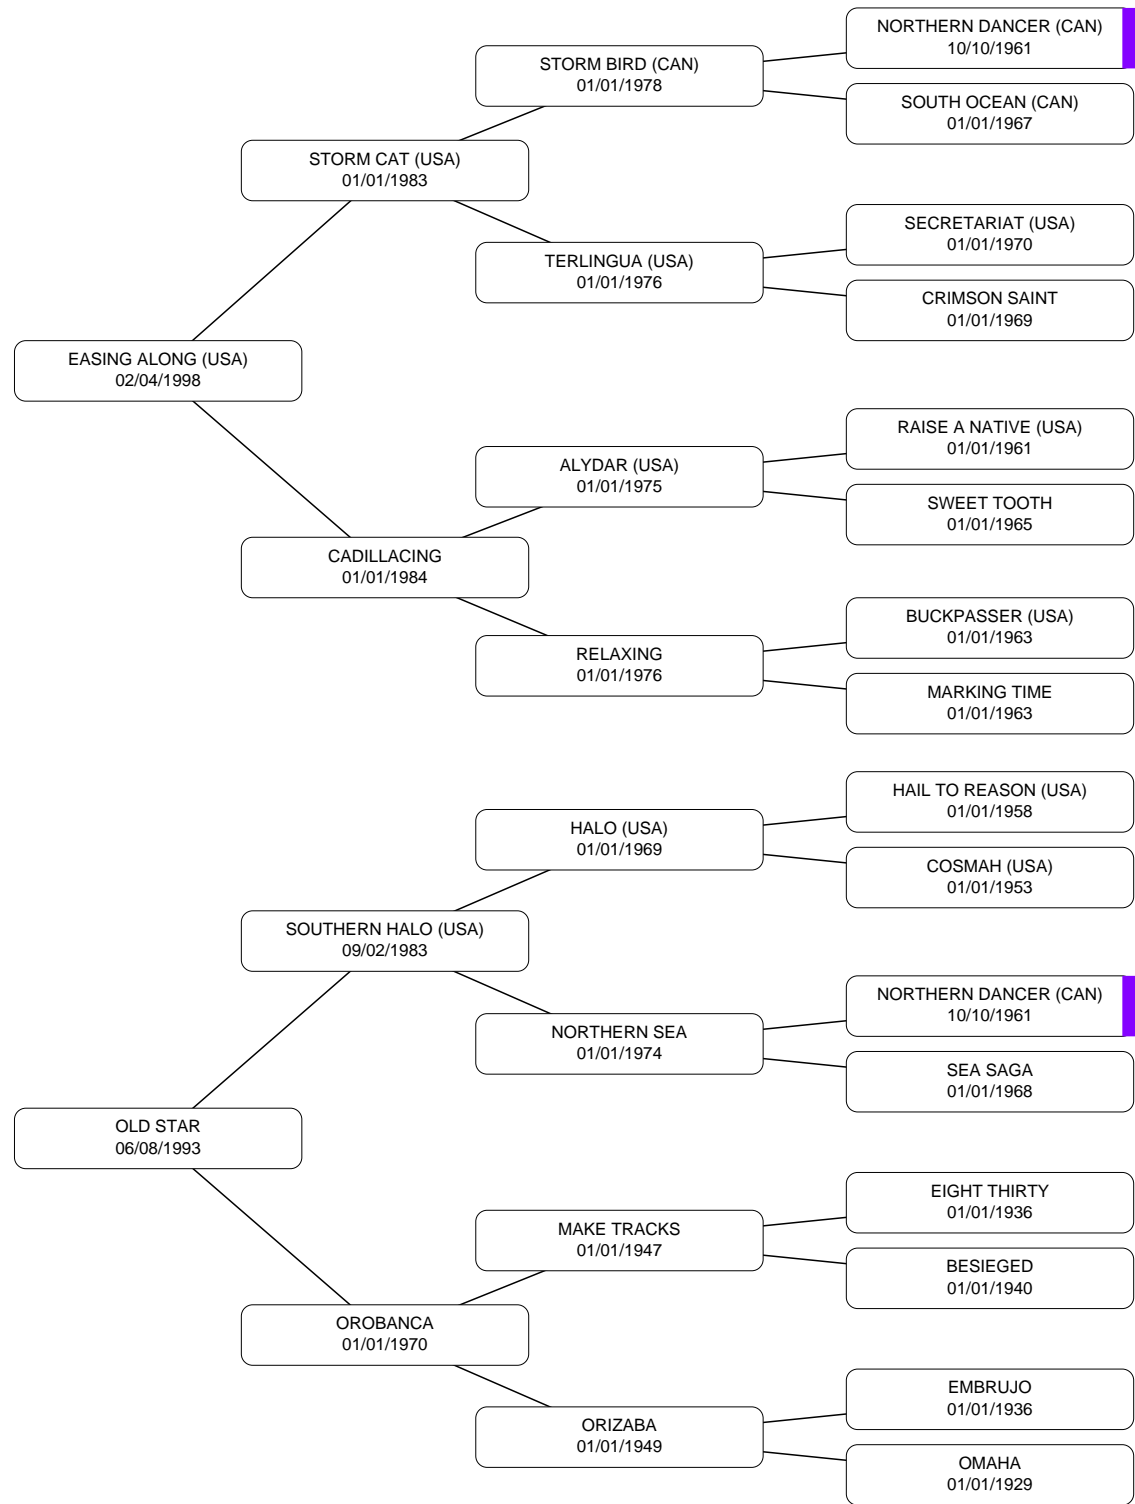 NORTHERN DANCER (CAN)
10/10/1961
STORM BIRD (CAN)
01/01/1978
SOUTH OCEAN (CAN)
01/01/1967
STORM CAT (USA)
01/01/1983
SECRETARIAT (USA)
01/01/1970
TERLINGUA (USA)
01/01/1976
CRIMSON SAINT
01/01/1969
EASING ALONG (USA)
02/04/1998
RAISE A NATIVE (USA)
01/01/1961
ALYDAR (USA)
01/01/1975
SWEET TOOTH
01/01/1965
CADILLACING
01/01/1984
BUCKPASSER (USA)
01/01/1963
RELAXING
01/01/1976
MARKING TIME
01/01/1963
HAIL TO REASON (USA)
01/01/1958
HALO (USA)
01/01/1969
COSMAH (USA)
01/01/1953
SOUTHERN HALO (USA)
09/02/1983
NORTHERN DANCER (CAN)
10/10/1961
NORTHERN SEA
01/01/1974
SEA SAGA
01/01/1968
OLD STAR
06/08/1993
EIGHT THIRTY
01/01/1936
MAKE TRACKS
01/01/1947
BESIEGED
01/01/1940
OROBANCA
01/01/1970
EMBRUJO
01/01/1936
ORIZABA
01/01/1949
OMAHA
01/01/1929